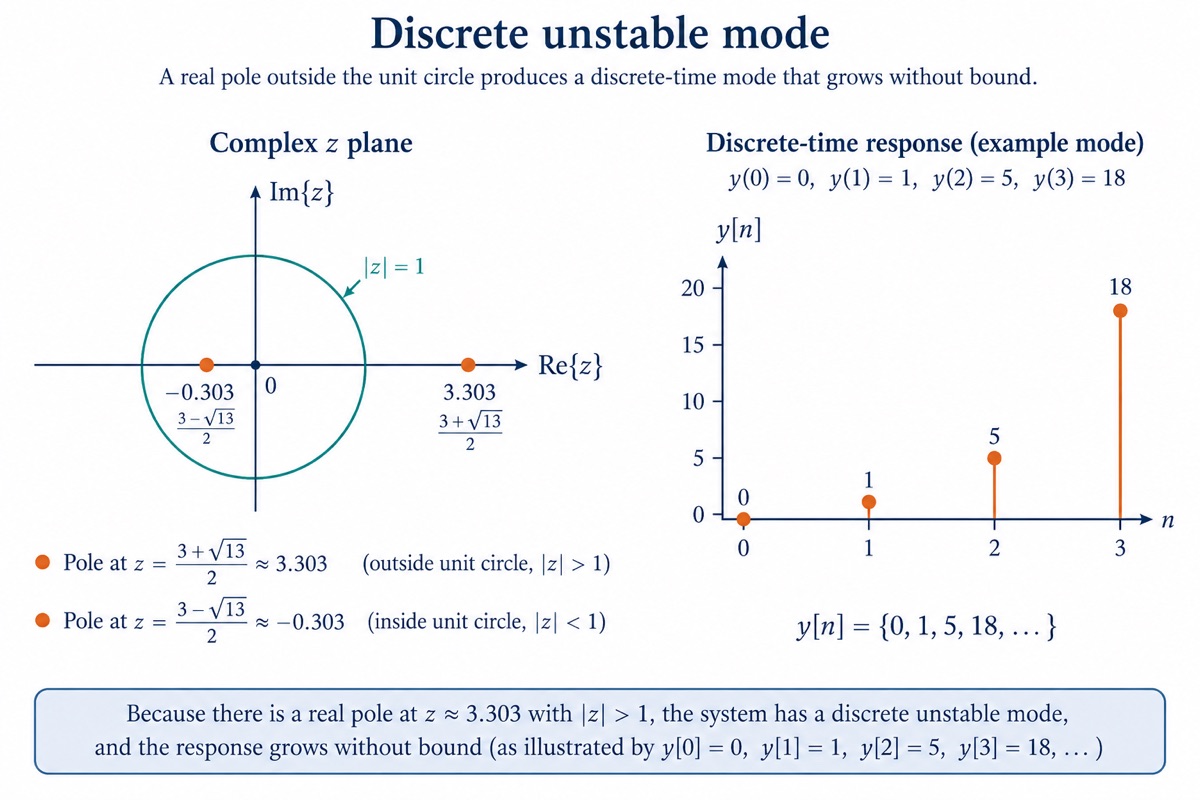 Discrete unstable mode
A real pole outside the unit circle produces a discrete-time mode that grows without bound.
Complex z plane
Im{z}
|z| = 1
Re{z}
0
−0.303
(3 − √13)/2
3.303
(3 + √13)/2
Pole at z = (3 + √13)/2 ≈ 3.303 (outside unit circle, |z| > 1)
Pole at z = (3 − √13)/2 ≈ −0.303 (inside unit circle, |z| < 1)
Discrete-time response (example mode)
y(0) = 0, y(1) = 1, y(2) = 5, y(3) = 18
y[n]
20
15
10
5
0
0
1
5
18
n
0
1
2
3
y[n] = {0, 1, 5, 18, … }
Because there is a real pole at z ≈ 3.303 with |z| > 1, the system has a discrete unstable mode,
and the response grows without bound (as illustrated by y[0] = 0, y[1] = 1, y[2] = 5, y[3] = 18, … )